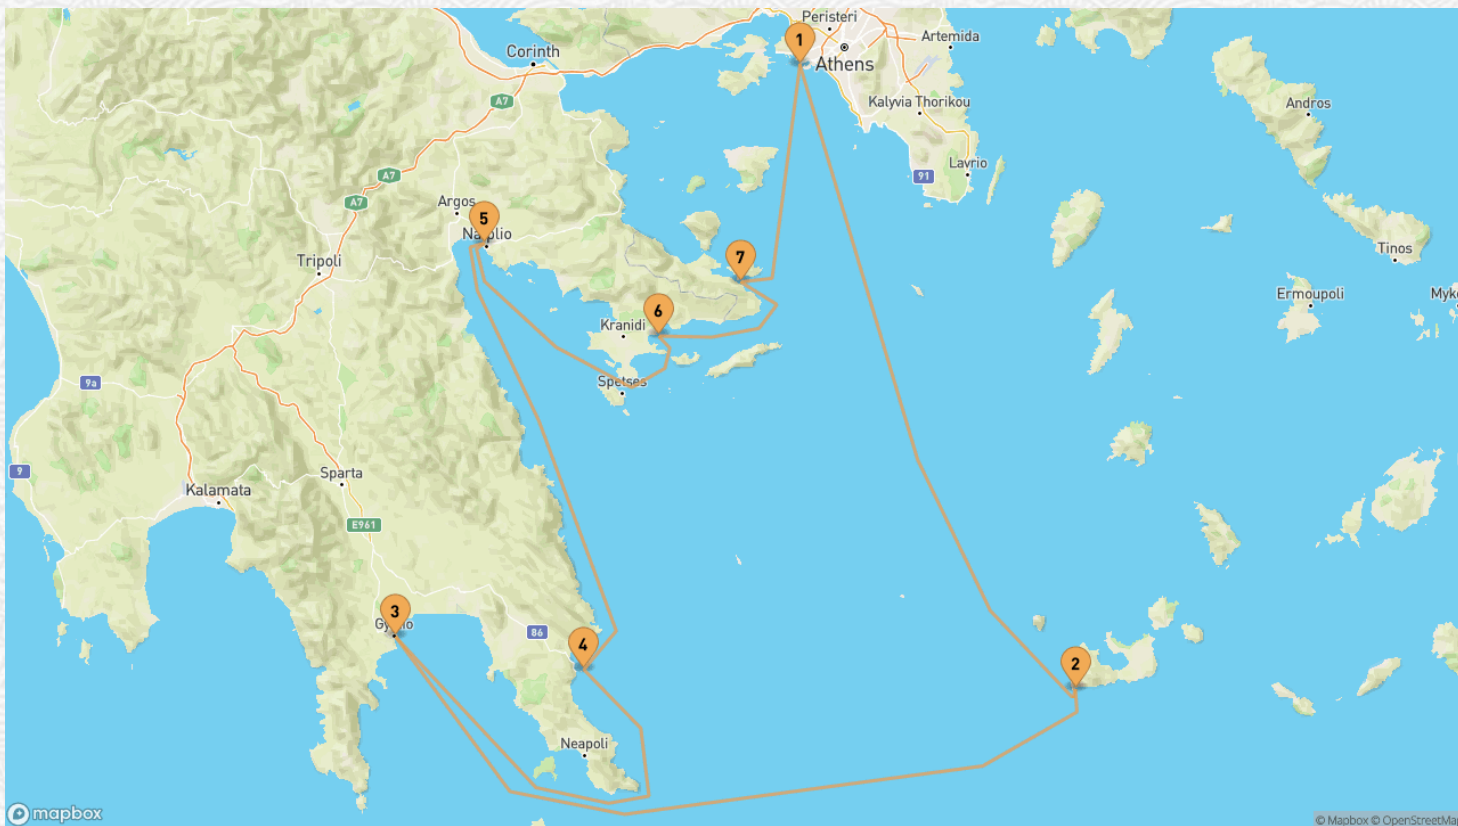 Peristeri
1
Artemida
Corinth
Athens
A7
Kalyvia Thorikou
Andros
Lavrio
A7
91
A7
Argos
5
Tinos
7
Tripoli
Ermoupoli
6
Kranidi
9a
Spetses
9
Sparta
Kalamata
E961
3
86
4
2
Neapoli
mapbox
© Mapbox © OpenStreetMap